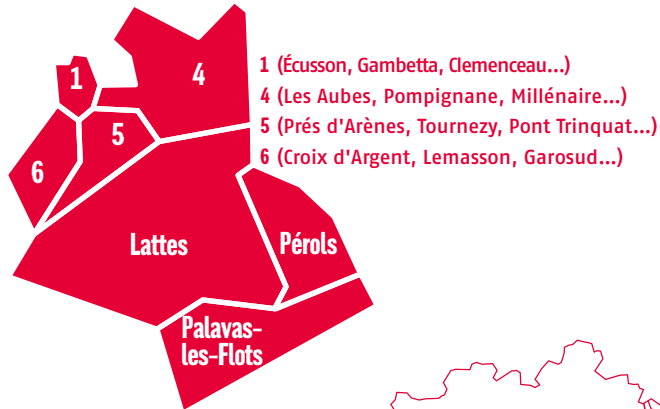 1
4
5
6
1 (Écusson, Gambetta, Clemenceau...)
4 (Les Aubes, Pompignane, Millénaire...)
5 (Prés d'Arènes, Tournezy, Pont Trinquat...)
6 (Croix d'Argent, Lemasson, Garosud...)
Lattes
Pérols
Palavas-
les-Flots